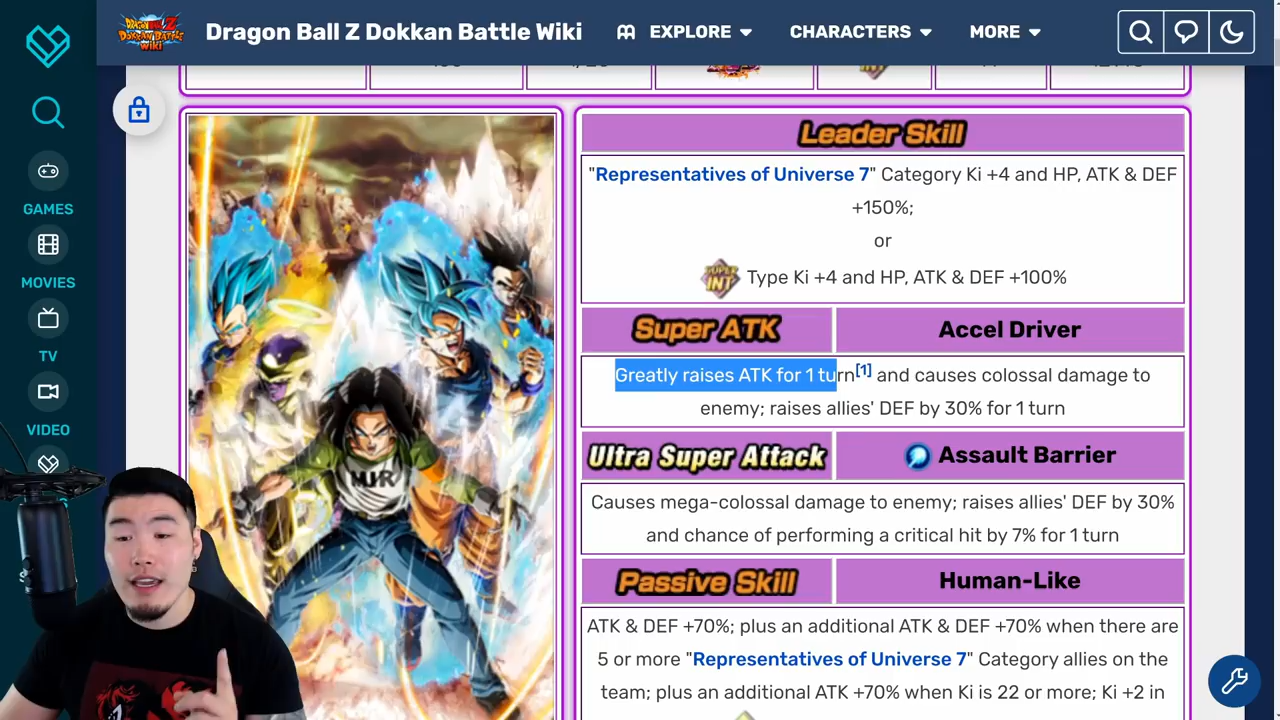 Dragon Ball Z Dokkan Battle Wiki
EXPLORE
CHARACTERS
MORE
GAMES
MOVIES
TV
VIDEO
Leader Skill
"Representatives of Universe 7" Category Ki +4 and HP, ATK & DEF
+150%;
or
SUPER INT Type Ki +4 and HP, ATK & DEF +100%
Super ATK
Accel Driver
Greatly raises ATK for 1 turn[1] and causes colossal damage to
enemy; raises allies' DEF by 30% for 1 turn
Ultra Super Attack
Assault Barrier
Causes mega-colossal damage to enemy; raises allies' DEF by 30%
and chance of performing a critical hit by 7% for 1 turn
Passive Skill
Human-Like
ATK & DEF +70%; plus an additional ATK & DEF +70% when there are
5 or more "Representatives of Universe 7" Category allies on the
team; plus an additional ATK +70% when Ki is 22 or more; Ki +2 in
MIR